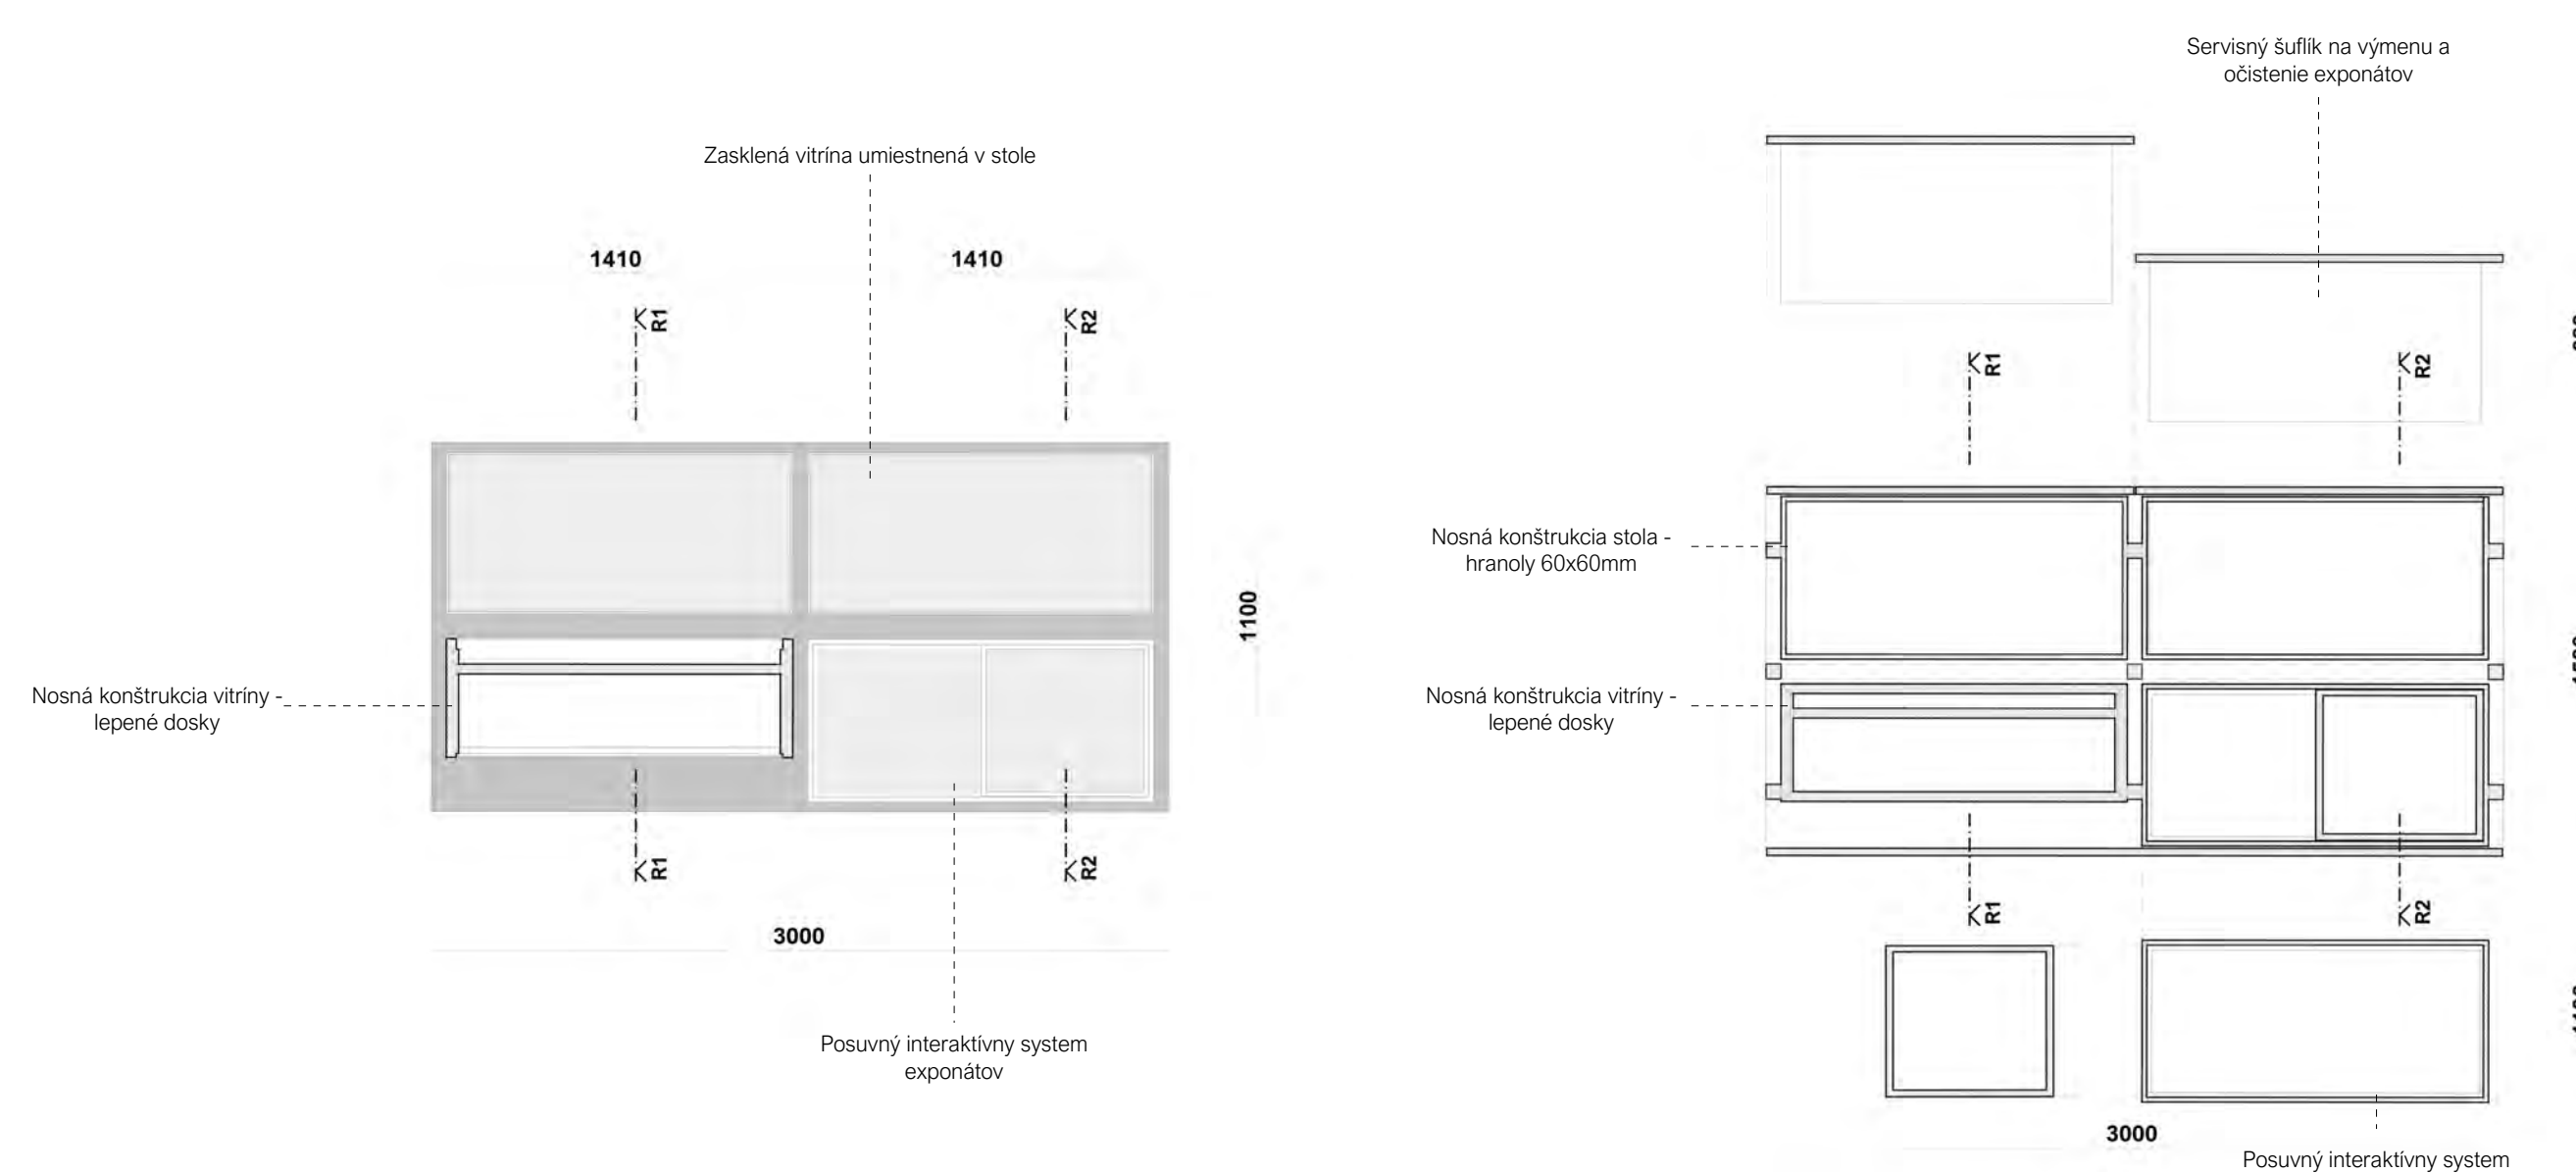 Servisný šuflík na výmenu a
očistenie exponátov
Zasklená vitrína umiestnená v stole
1410
1410
R1
R2
R1
R2
Nosná konštrukcia stola -
hranoly 60x60mm
1100
Nosná konštrukcia vitríny -
lepené dosky
Nosná konštrukcia vitríny -
lepené dosky
R1
R2
R1
R2
3000
Posuvný interaktívny system
exponátov
3000
Posuvný interaktívny system